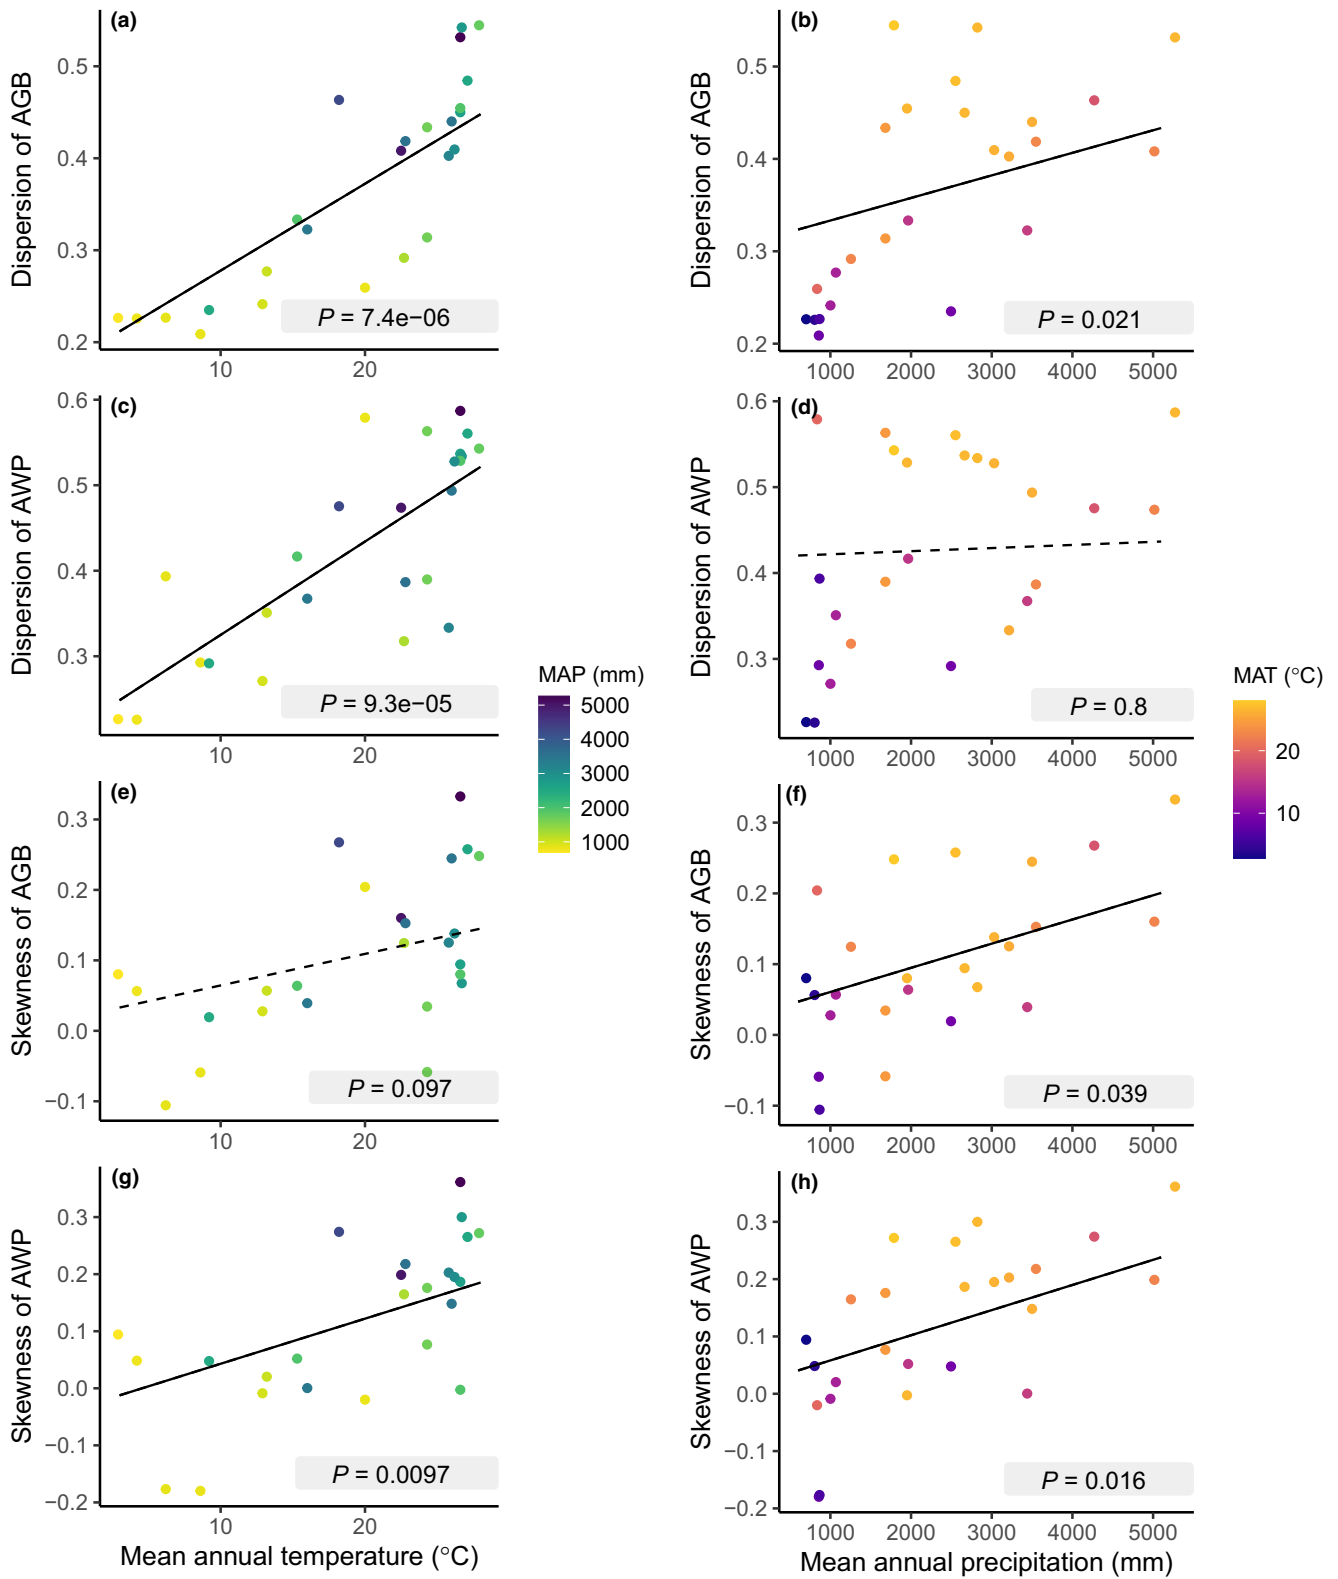 (a)
Dispersion of AGB
0.5
0.4
0.3
0.2
P = 7.4e−06
10 20
(b)
Dispersion of AGB
0.5
0.4
0.3
0.2
P = 0.021
1000 2000 3000 4000 5000
(c)
Dispersion of AWP
0.6
0.5
0.4
0.3
P = 9.3e−05
10 20
MAP (mm)
5000
4000
3000
2000
1000
(d)
Dispersion of AWP
0.6
0.5
0.4
0.3
P = 0.8
1000 2000 3000 4000 5000
MAT (°C)
20
10
(e)
Skewness of AGB
0.3
0.2
0.1
0.0
−0.1
P = 0.097
10 20
(f)
Skewness of AGB
0.3
0.2
0.1
0.0
−0.1
P = 0.039
1000 2000 3000 4000 5000
(g)
Skewness of AWP
0.3
0.2
0.1
0.0
−0.1
−0.2
P = 0.0097
10 20
Mean annual temperature (°C)
(h)
Skewness of AWP
0.3
0.2
0.1
0.0
−0.1
−0.2
P = 0.016
1000 2000 3000 4000 5000
Mean annual precipitation (mm)